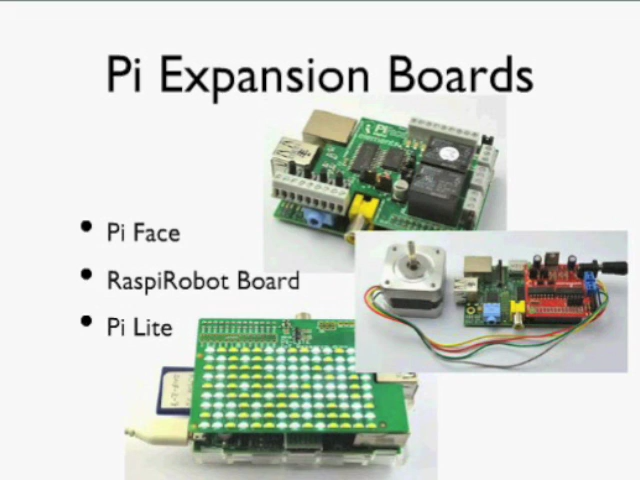 Pi Expansion Boards
• Pi Face
• RaspiRobot Board
• Pi Lite